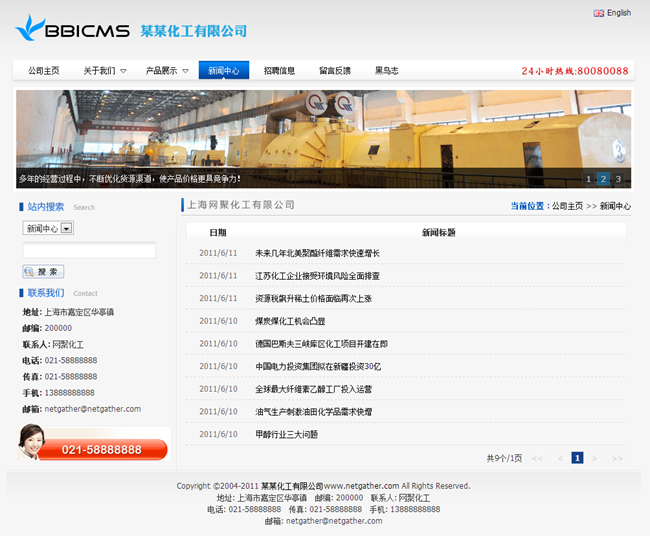 English
BBICMS 某某化工有限公司
公司主页 关于我们 产品展示 新闻中心 招聘信息 留言反馈 黑鸟志 24小时热线:80080088
多年的经营过程中，不断优化货源渠道，使产品价格更具竞争力！ 1 2 3
站内搜索 Search
新闻中心
搜 索
联系我们 Contact
地址: 上海市嘉定区华亭镇
邮编: 200000
联系人: 网聚化工
电话: 021-58888888
传真: 021-58888888
手机: 13888888888
邮箱: netgather@netgather.com
021-58888888
上海网聚化工有限公司 当前位置：公司主页 >> 新闻中心
日期 新闻标题
2011/6/11 未来几年北美聚酯纤维需求快速增长
2011/6/11 江苏化工企业接受环境风险全面排查
2011/6/11 资源税飙升稀土价格面临再次上涨
2011/6/10 煤炭煤化工机会凸显
2011/6/10 德国巴斯夫三峡库区化工项目开建在即
2011/6/10 中国电力投资集团拟在新疆投资30亿
2011/6/10 全球最大纤维素乙醇工厂投入运营
2011/6/10 油气生产刺激油田化学品需求快增
2011/6/10 甲醇行业三大问题
共9个/1页 << < 1 > >>
Copyright ©2004-2011 某某化工有限公司www.netgather.com All Rights Reserved.
地址: 上海市嘉定区华亭镇 邮编: 200000 联系人: 网聚化工
电话: 021-58888888 传真: 021-58888888 手机: 13888888888
邮箱: netgather@netgather.com